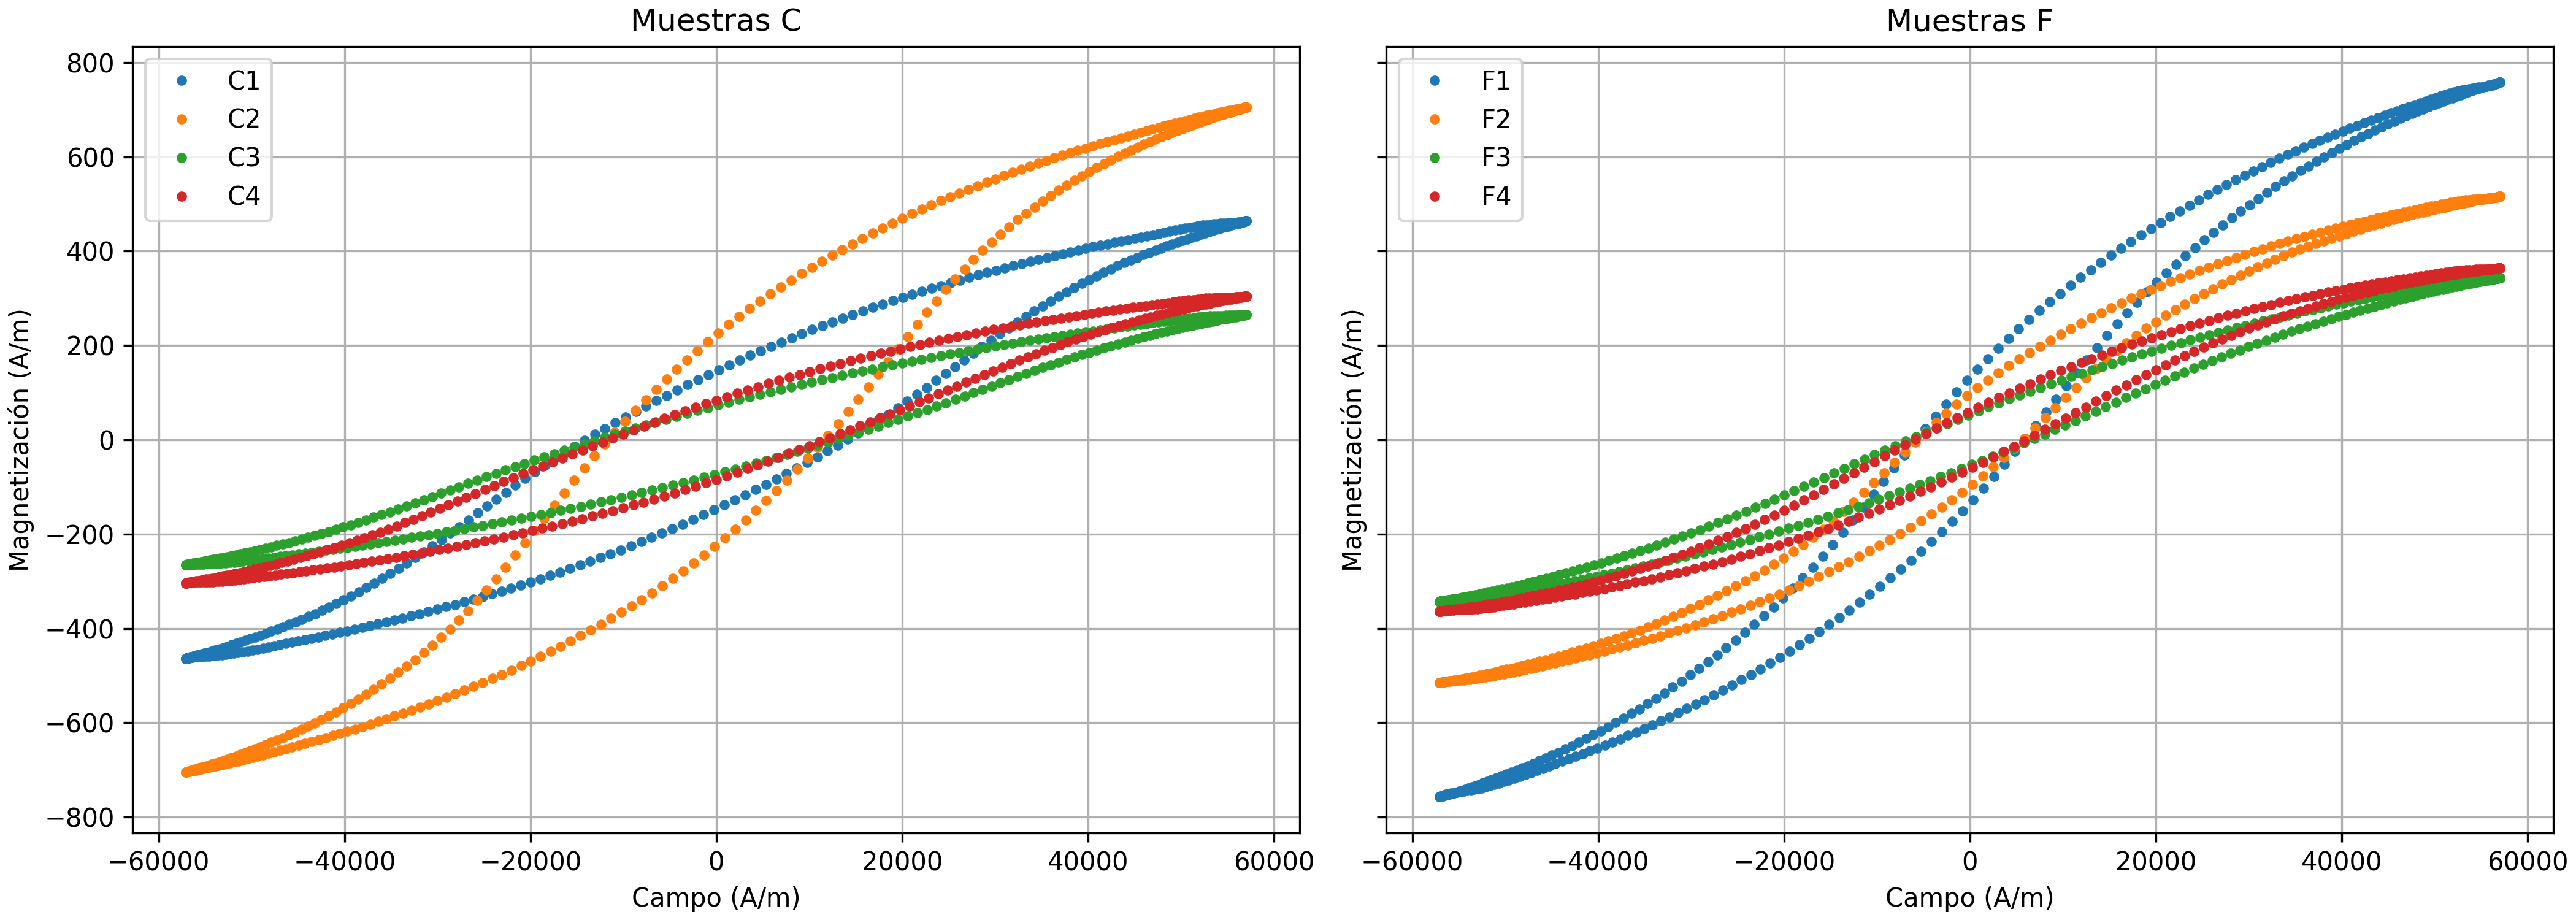 Muestras C
Muestras F
C1
C2
C3
C4
F1
F2
F3
F4
800
600
400
200
0
−200
−400
−600
−800
Magnetización (A/m)
Magnetización (A/m)
−60000 −40000 −20000 0 20000 40000 60000
−60000 −40000 −20000 0 20000 40000 60000
Campo (A/m)
Campo (A/m)